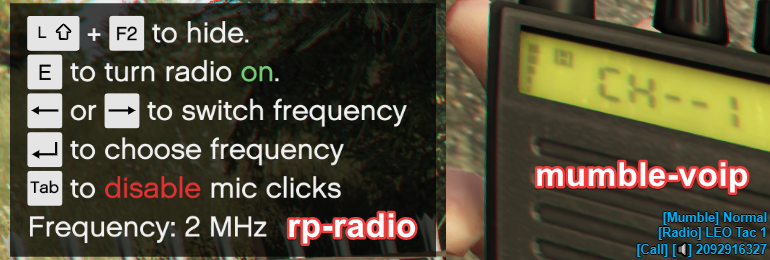 L ⇧ + F2 to hide.
E to turn radio on.
← or → to switch frequency
↵ to choose frequency
Tab to disable mic clicks
Frequency: 2 MHz rp-radio
CH--1
mumble-voip
[Mumble] Normal
[Radio] LEO Tac 1
[Call] [🔈] 2092916327